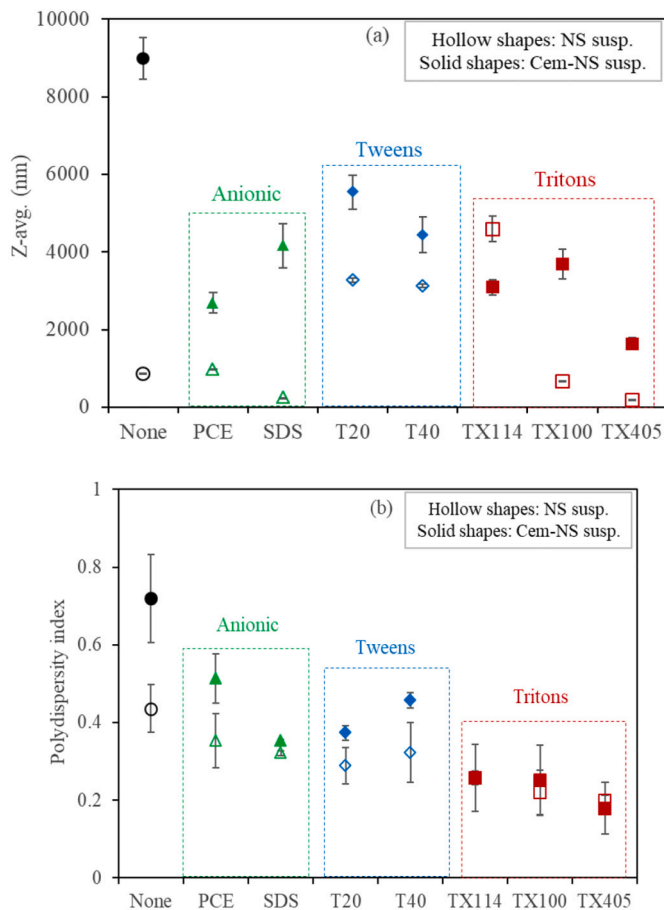 (a)
Hollow shapes: NS susp.
Solid shapes: Cem-NS susp.
10000
8000
6000
4000
2000
0
Z-avg. (nm)
Anionic
Tweens
Tritons
None PCE SDS T20 T40 TX114 TX100 TX405
(b)
Hollow shapes: NS susp.
Solid shapes: Cem-NS susp.
1
0.8
0.6
0.4
0.2
0
Polydispersity index
Anionic
Tweens
Tritons
None PCE SDS T20 T40 TX114 TX100 TX405